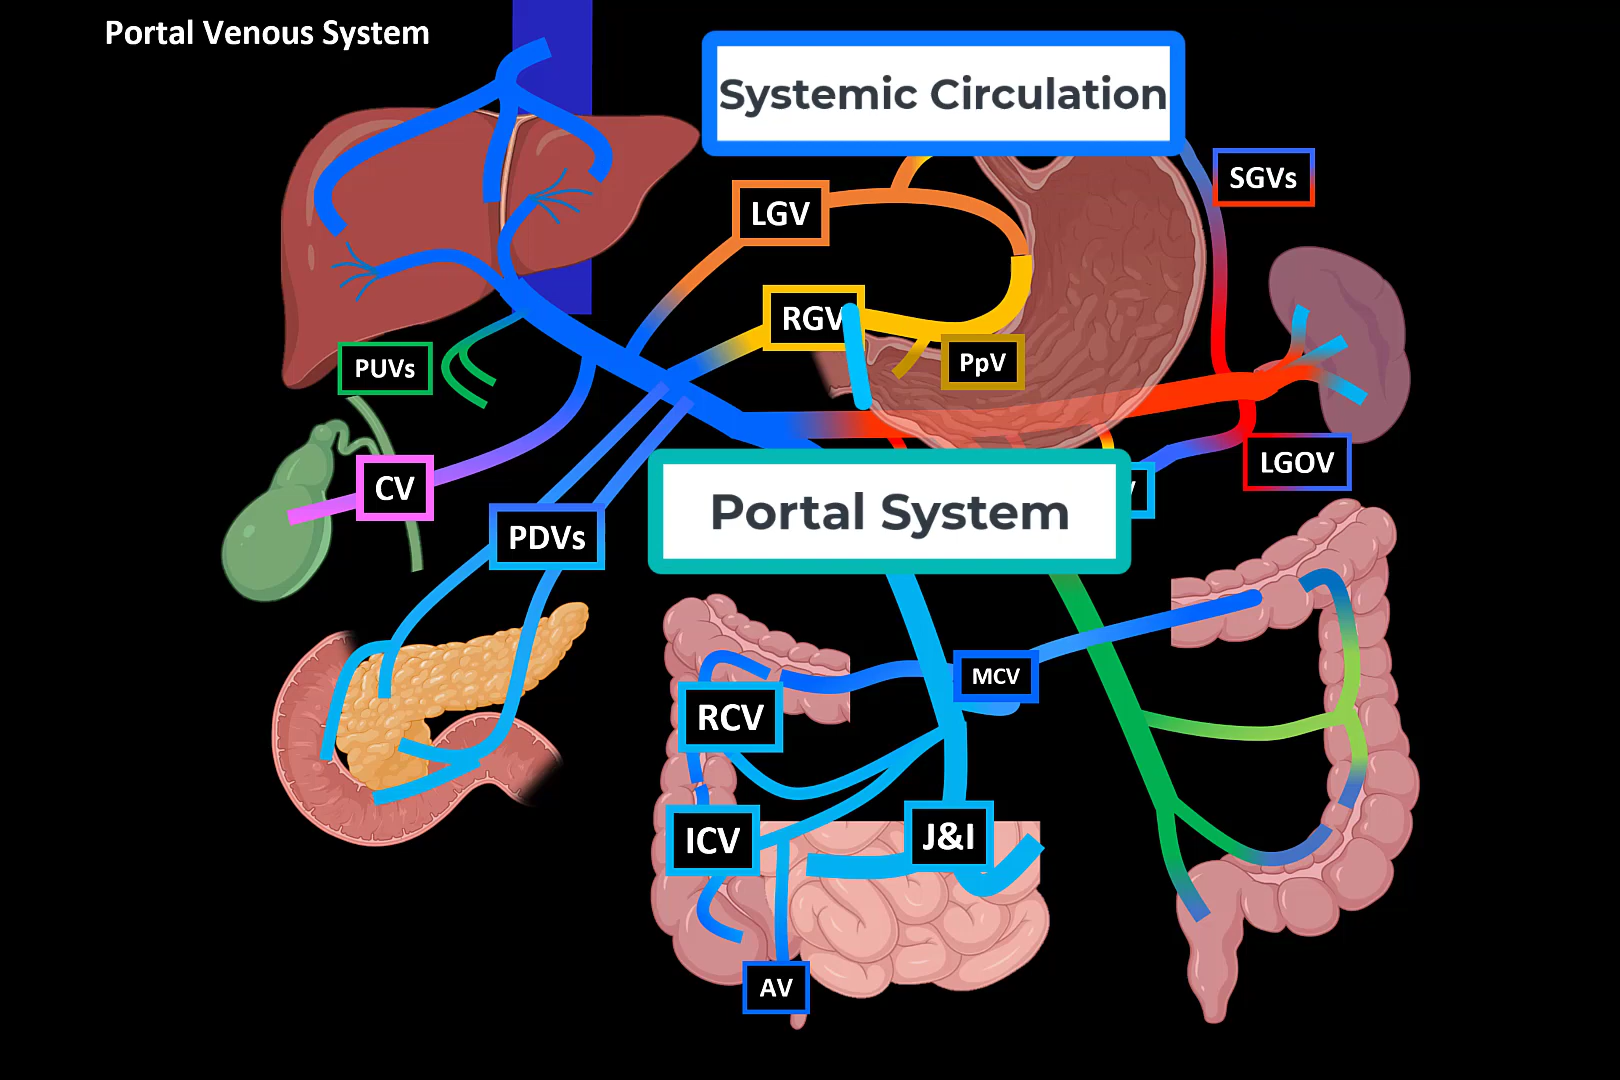 Portal Venous System
Systemic Circulation
SGVs
LGV
RGV
PpV
PUVs
LGOV
CV
V
Portal System
PDVs
MCV
RCV
ICV
J&I
AV